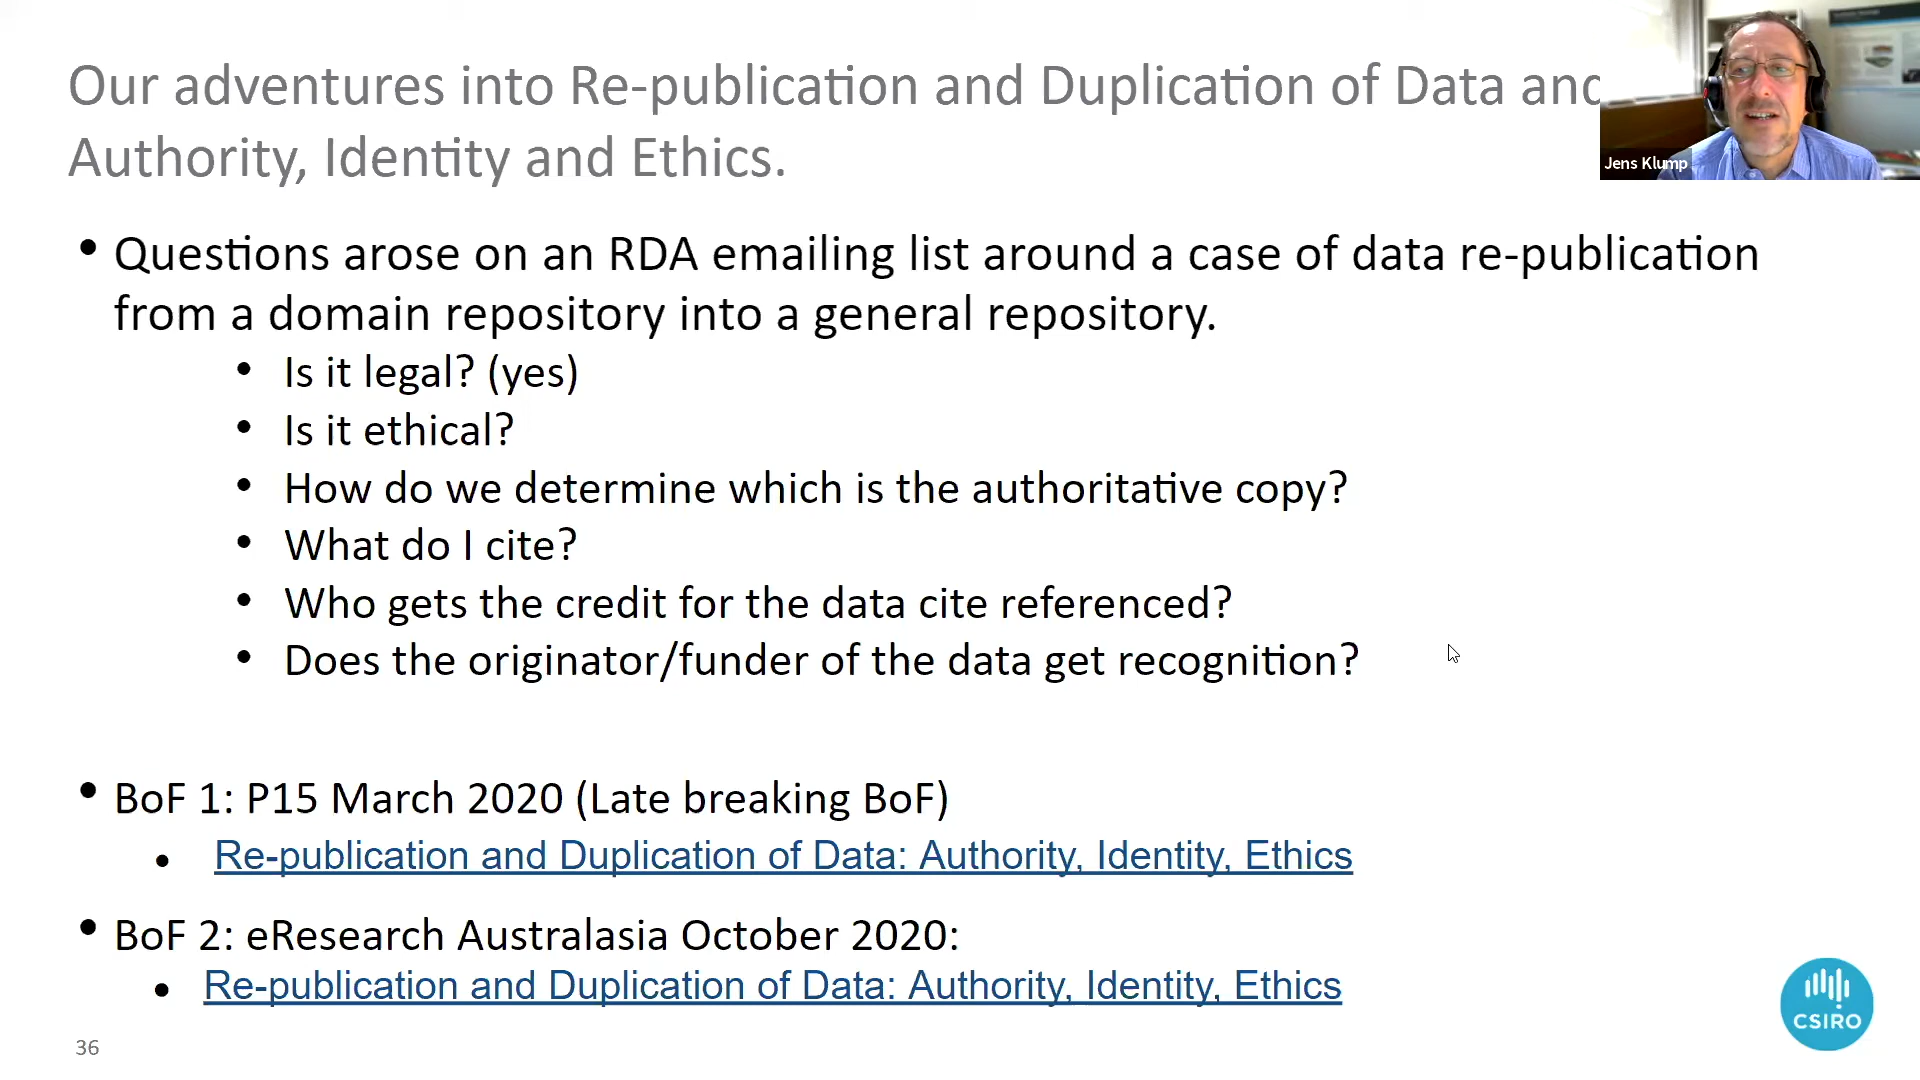 Our adventures into Re-publication and Duplication of Data and
Authority, Identity and Ethics.
Jens Klump
• Questions arose on an RDA emailing list around a case of data re-publication
from a domain repository into a general repository.
• Is it legal? (yes)
• Is it ethical?
• How do we determine which is the authoritative copy?
• What do I cite?
• Who gets the credit for the data cite referenced?
• Does the originator/funder of the data get recognition?
• BoF 1: P15 March 2020 (Late breaking BoF)
• Re-publication and Duplication of Data: Authority, Identity, Ethics
• BoF 2: eResearch Australasia October 2020:
• Re-publication and Duplication of Data: Authority, Identity, Ethics
CSIRO
36